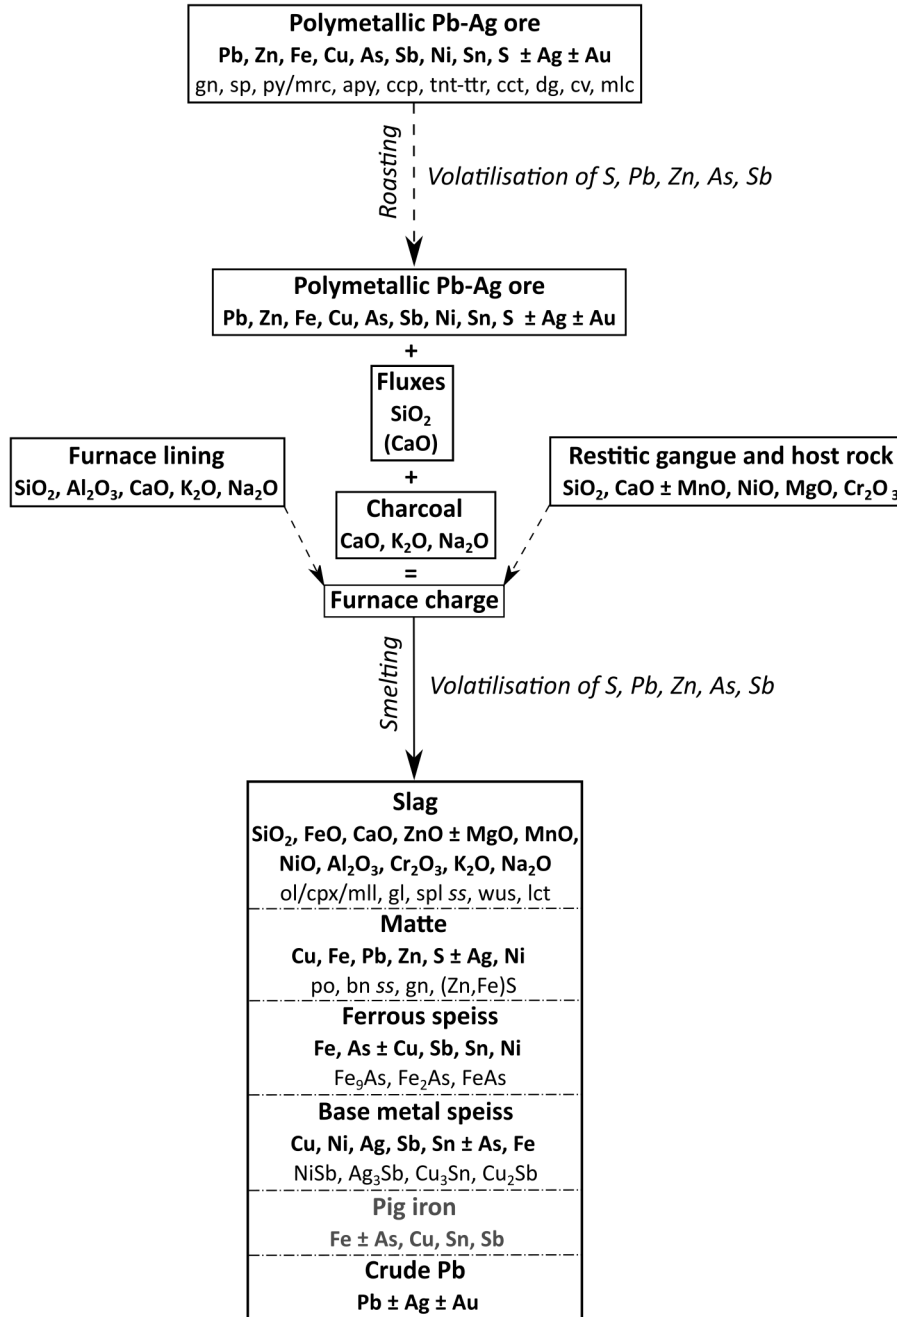 Polymetallic Pb-Ag ore
Pb, Zn, Fe, Cu, As, Sb, Ni, Sn, S ± Ag ± Au
gn, sp, py/mrc, apy, ccp, tnt-ttr, cct, dg, cv, mlc
Roasting
Volatilisation of S, Pb, Zn, As, Sb
Polymetallic Pb-Ag ore
Pb, Zn, Fe, Cu, As, Sb, Ni, Sn, S ± Ag ± Au
+
Fluxes
SiO₂
(CaO)
Furnace lining
SiO₂, Al₂O₃, CaO, K₂O, Na₂O
Restitic gangue and host rock
SiO₂, CaO ± MnO, NiO, MgO, Cr₂O₃
+
Charcoal
CaO, K₂O, Na₂O
=
Furnace charge
Smelting
Volatilisation of S, Pb, Zn, As, Sb
Slag
SiO₂, FeO, CaO, ZnO ± MgO, MnO,
NiO, Al₂O₃, Cr₂O₃, K₂O, Na₂O
ol/cpx/mll, gl, spl ss, wus, lct
Matte
Cu, Fe, Pb, Zn, S ± Ag, Ni
po, bn ss, gn, (Zn,Fe)S
Ferrous speiss
Fe, As ± Cu, Sb, Sn, Ni
Fe₉As, Fe₂As, FeAs
Base metal speiss
Cu, Ni, Ag, Sb, Sn ± As, Fe
NiSb, Ag₃Sb, Cu₃Sn, Cu₂Sb
Pig iron
Fe ± As, Cu, Sn, Sb
Crude Pb
Pb ± Ag ± Au